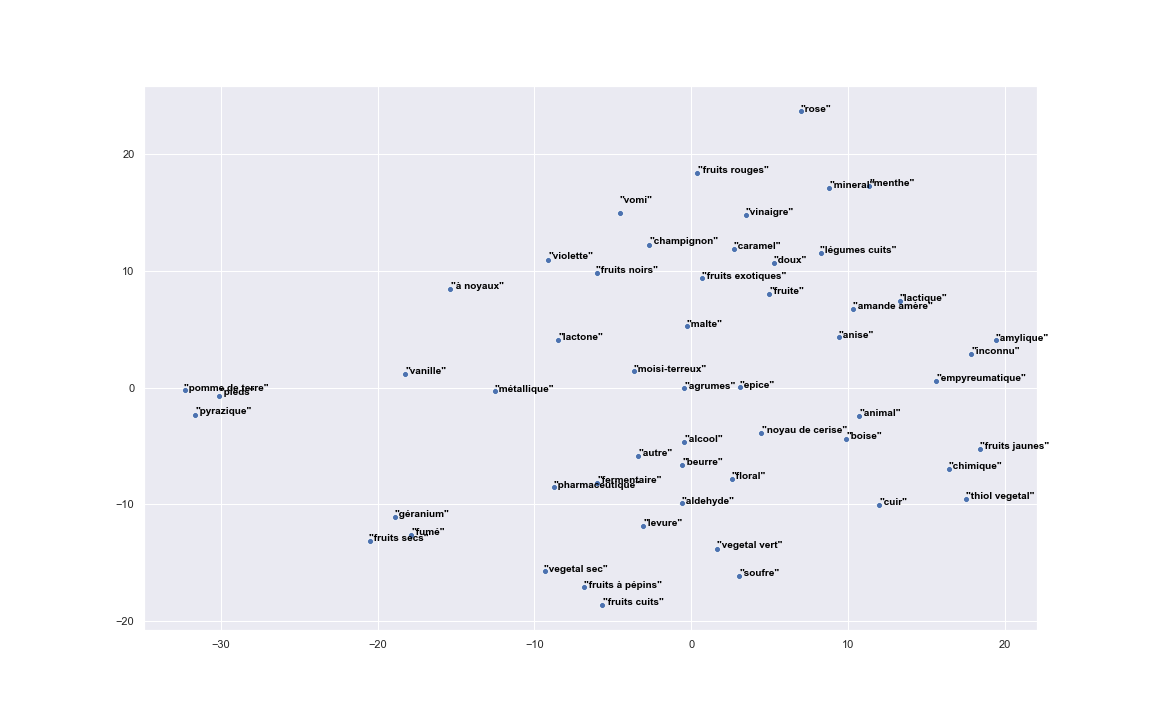 "rose"
20
"fruits rouges"
"mineral"
"menthe"
"vomi"
"vinaigre"
"champignon"
"caramel"
"légumes cuits"
"violette"
"doux"
10
"fruits noirs"
"fruits exotiques"
"à noyaux"
"fruite"
"lactique"
"amande amère"
"malte"
"lactone"
"anise"
"amylique"
"inconnu"
"vanille"
"moisi-terreux"
"empyreumatique"
0
"pomme de terre"
"pieds"
"métallique"
"agrumes"
"epice"
"pyrazique"
"animal"
"noyau de cerise"
"boise"
"alcool"
"autre"
"fruits jaunes"
"beurre"
"chimique"
"floral"
"fermentaire"
"pharmaceutique"
"thiol vegetal"
−10
"aldehyde"
"cuir"
"géranium"
"levure"
"fumé"
"fruits secs"
"vegetal vert"
"vegetal sec"
"soufre"
"fruits à pépins"
"fruits cuits"
−20
−30 −20 −10 0 10 20